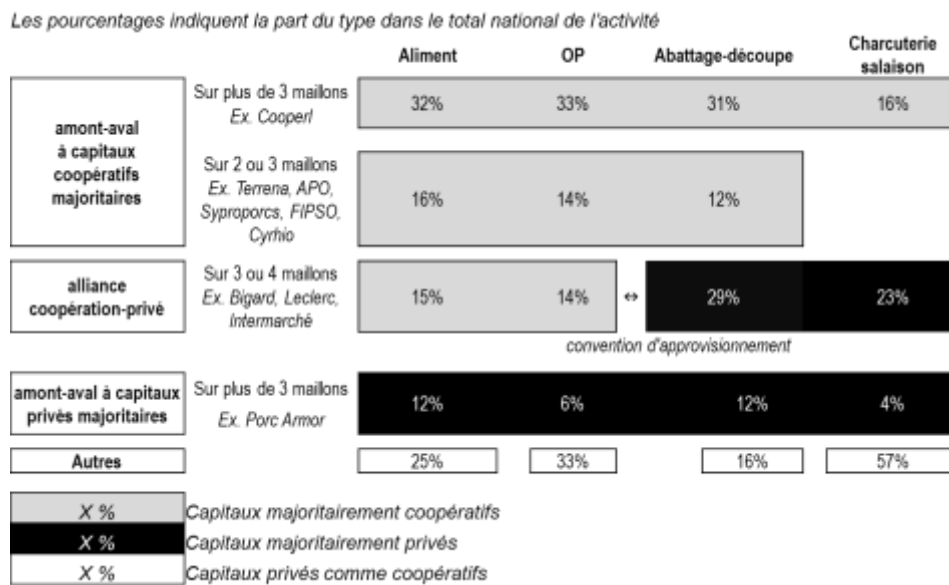 Les pourcentages indiquent la part du type dans le total national de l'activité
Aliment OP Abattage-découpe Charcuterie salaison
amont-aval
à capitaux
coopératifs
majoritaires
Sur plus de 3 maillons
Ex. Cooperl
32% 33% 31% 16%
Sur 2 ou 3 maillons
Ex. Terrena, APO,
Syproporcs, FIPSO,
Cyrhio
16% 14% 12%
alliance
coopération-privé
Sur 3 ou 4 maillons
Ex. Bigard, Leclerc,
Intermarché
15% 14% ⇔ 29% 23%
convention d'approvisionnement
amont-aval à capitaux
privés majoritaires
Sur plus de 3 maillons
Ex. Porc Armor
12% 6% 12% 4%
Autres 25% 33% 16% 57%
X % Capitaux majoritairement coopératifs
X % Capitaux majoritairement privés
X % Capitaux privés comme coopératifs